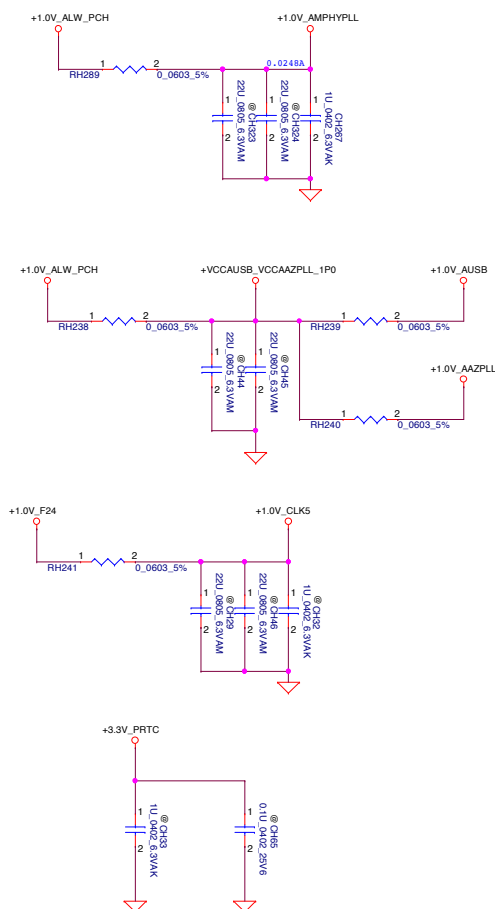 +1.0V_ALW_PCH
+1.0V_AMPHYPLL
0.0248A
1
2
RH289
0_0603_5%
1
2
@ CH323
22U_0805_6.3VAM
1
2
@ CH324
22U_0805_6.3VAM
1
2
CH267
1U_0402_6.3VAK
+1.0V_ALW_PCH
+VCCAUSB_VCCAAZPLL_1P0
+1.0V_AUSB
1
2
RH238
0_0603_5%
1
2
RH239
0_0603_5%
1
2
@ CH44
22U_0805_6.3VAM
1
2
@ CH45
22U_0805_6.3VAM
+1.0V_AAZPLL
1
2
RH240
0_0603_5%
+1.0V_F24
+1.0V_CLK5
1
2
RH241
0_0603_5%
1
2
@ CH29
22U_0805_6.3VAM
1
2
@ CH46
22U_0805_6.3VAM
1
2
@ CH32
1U_0402_6.3VAK
+3.3V_PRTC
1
2
@ CH33
1U_0402_6.3VAK
1
2
@ CH65
0.1U_0402_25V6